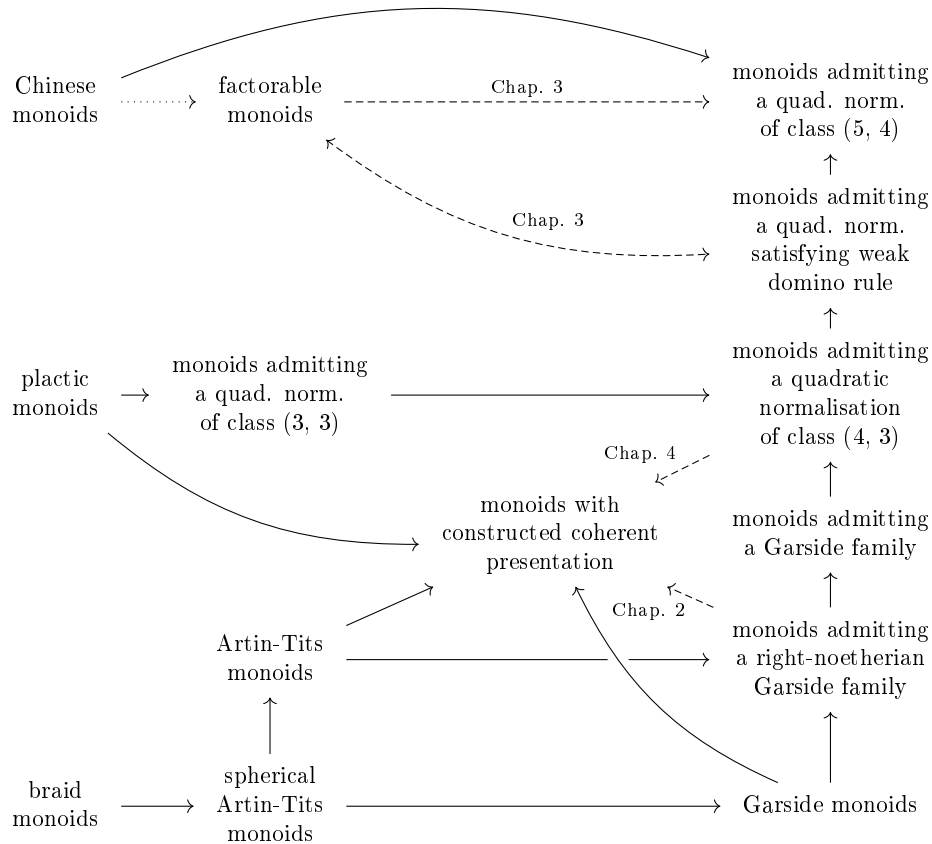 Chinese
monoids
factorable
monoids
Chap. 3
monoids admitting
a quad. norm.
of class (5, 4)
Chap. 3
monoids admitting
a quad. norm.
satisfying weak
domino rule
plactic
monoids
monoids admitting
a quad. norm.
of class (3, 3)
monoids admitting
a quadratic
normalisation
of class (4, 3)
Chap. 4
monoids with
constructed coherent
presentation
monoids admitting
a Garside family
Chap. 2
Artin-Tits
monoids
monoids admitting
a right-noetherian
Garside family
braid
monoids
spherical
Artin-Tits
monoids
Garside monoids